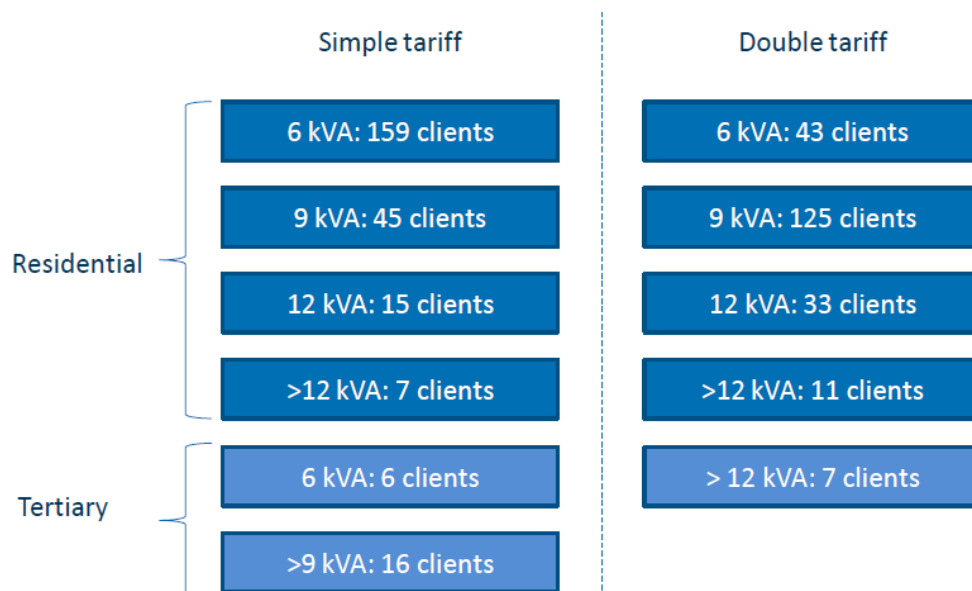 Simple tariff
Double tariff
6 kVA: 159 clients
6 kVA: 43 clients
9 kVA: 45 clients
9 kVA: 125 clients
Residential
12 kVA: 15 clients
12 kVA: 33 clients
>12 kVA: 7 clients
>12 kVA: 11 clients
6 kVA: 6 clients
> 12 kVA: 7 clients
Tertiary
>9 kVA: 16 clients